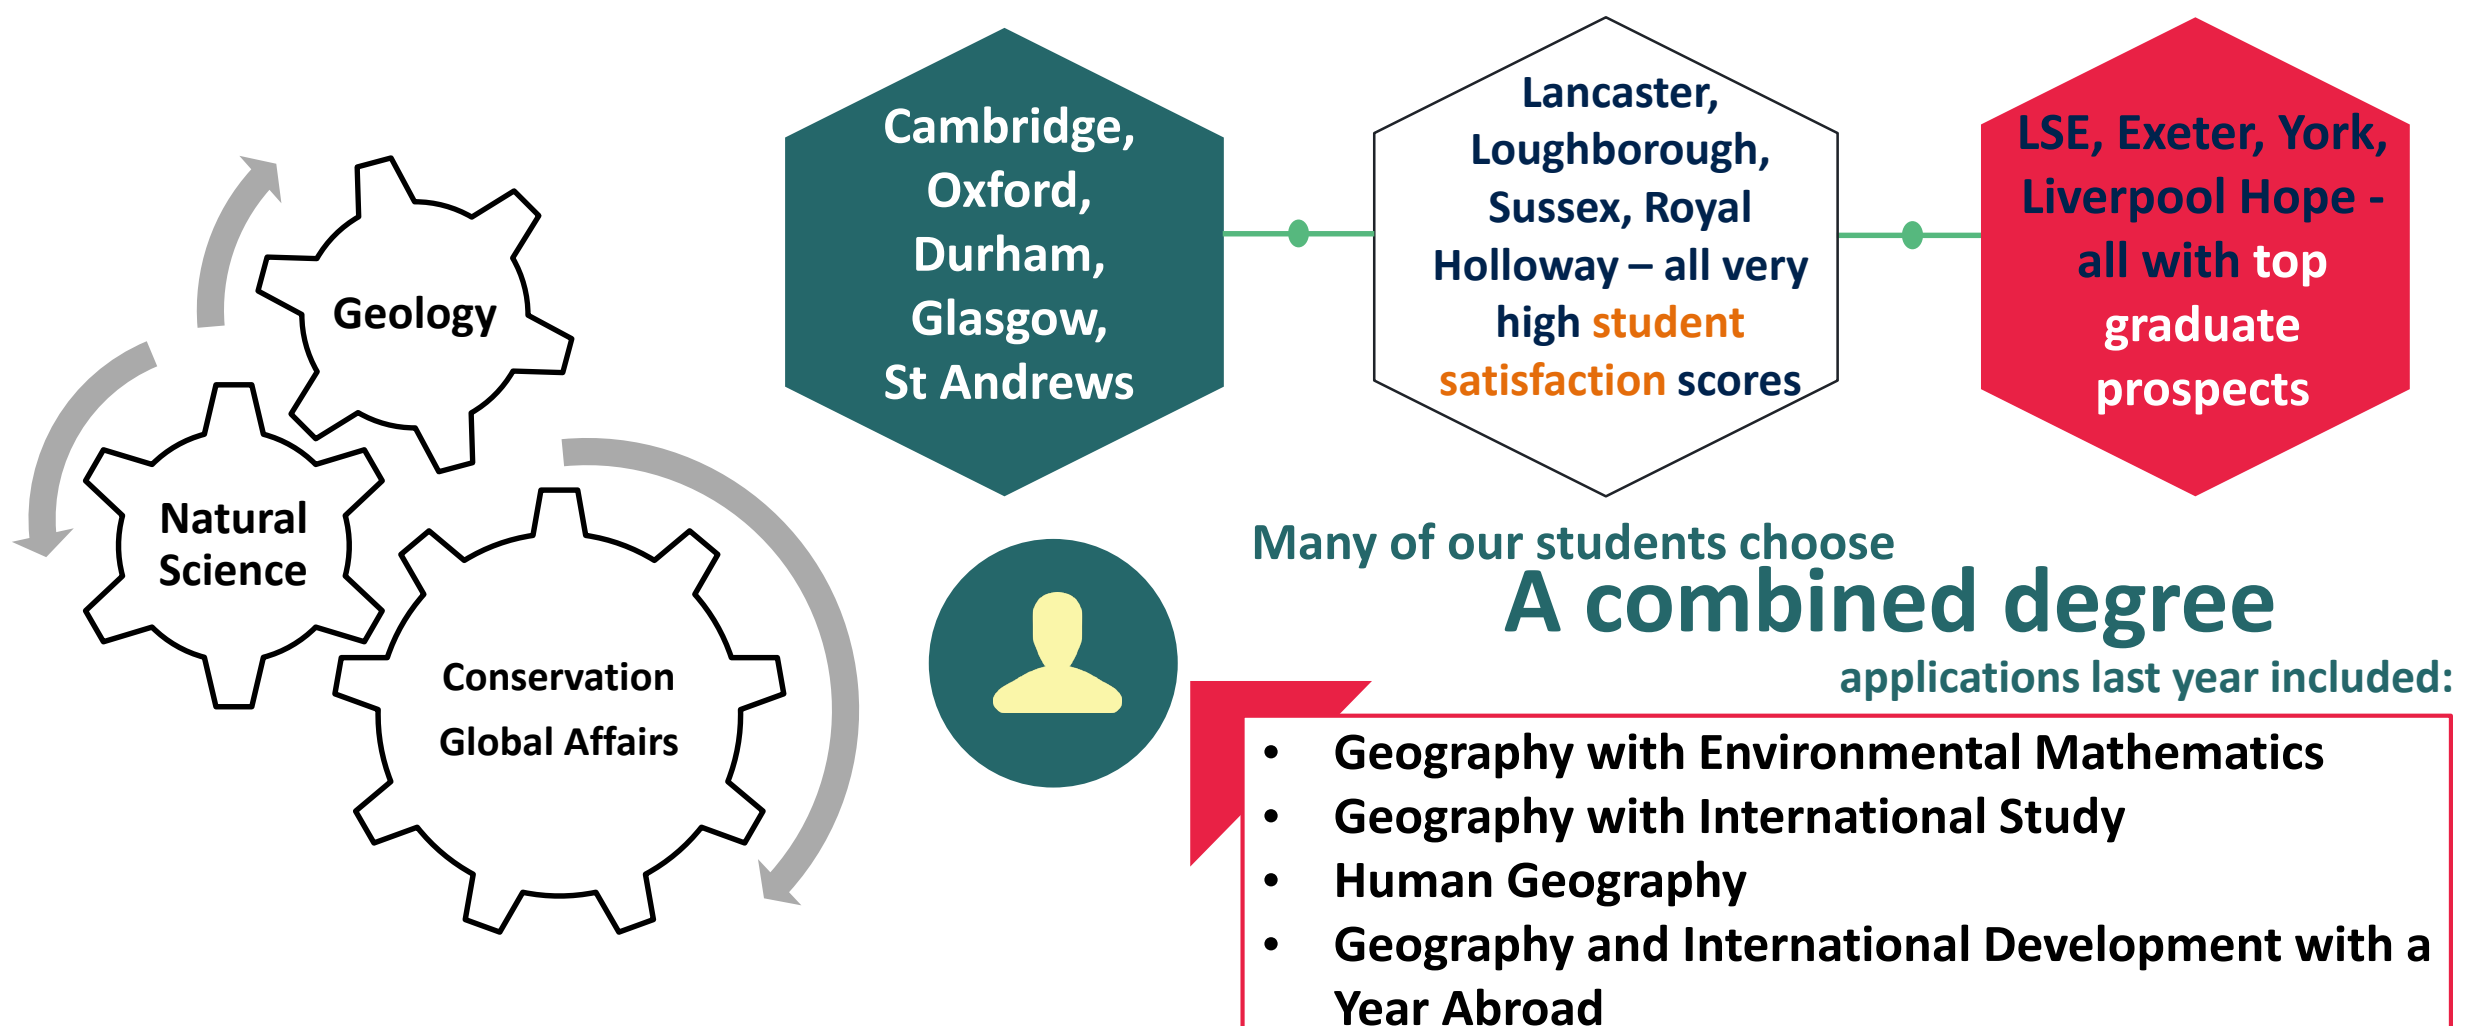 Geology
Natural
Science
Conservation
Global Affairs
Cambridge,
Oxford,
Durham,
Glasgow,
St Andrews
Lancaster,
Loughborough,
Sussex, Royal
Holloway – all very
high student
satisfaction scores
LSE, Exeter, York,
Liverpool Hope -
all with top
graduate
prospects
Many of our students choose
A combined degree
applications last year included:
• Geography with Environmental Mathematics
• Geography with International Study
• Human Geography
• Geography and International Development with a
Year Abroad